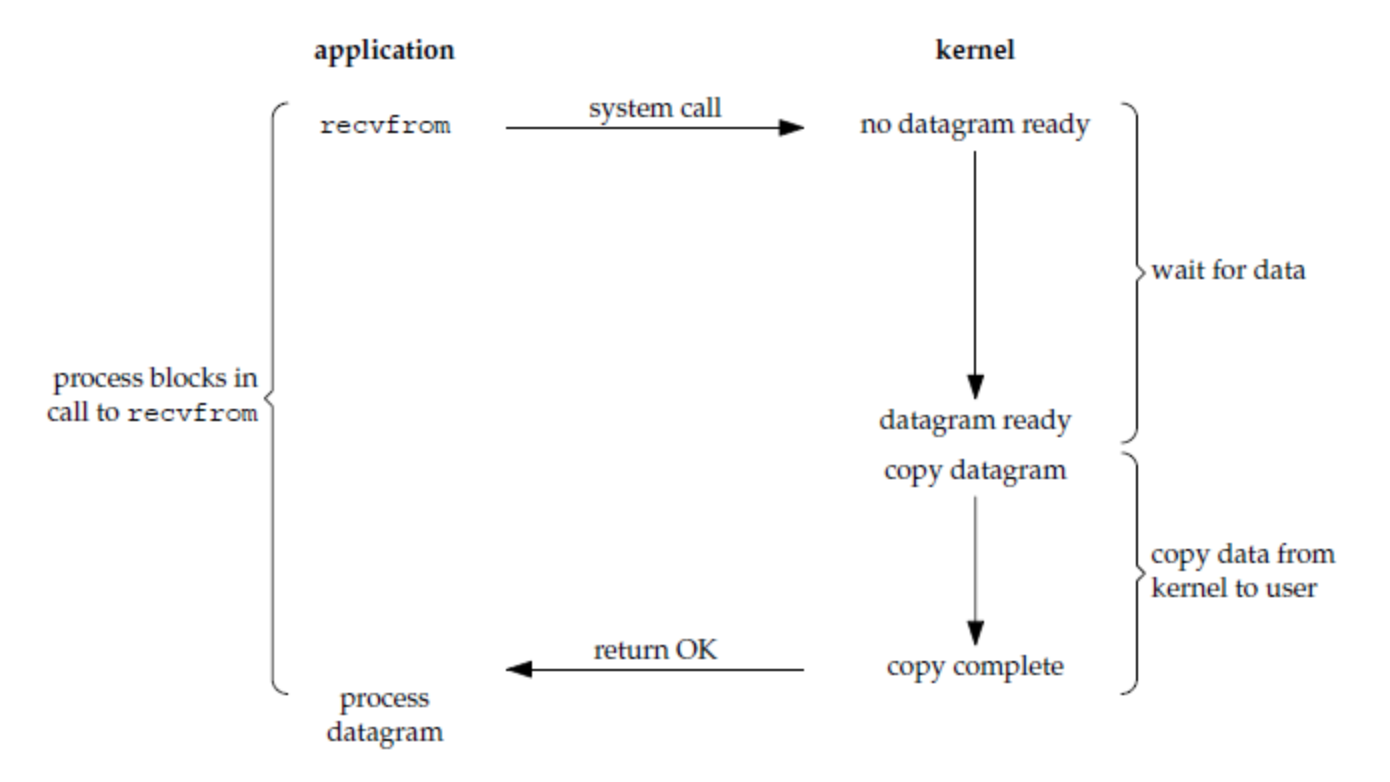 application
kernel
recvfrom
system call
no datagram ready
wait for data
process blocks in
call to recvfrom
datagram ready
copy datagram
copy data from
kernel to user
return OK
copy complete
process
datagram